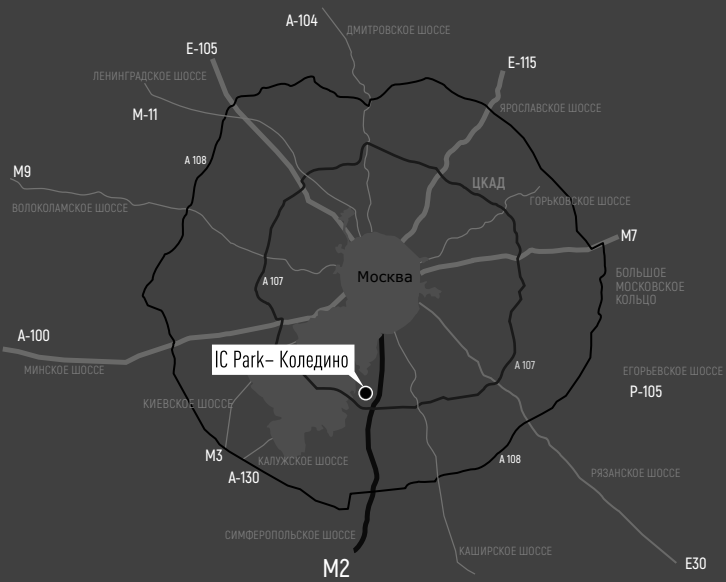 А-104
ДМИТРОВСКОЕ ШОССЕ
Е-105
Е-115
ЛЕНИНГРАДСКОЕ ШОССЕ
ЯРОСЛАВСКОЕ ШОССЕ
М-11
А 108
М9
ЦКАД
ГОРЬКОВСКОЕ ШОССЕ
ВОЛОКОЛАМСКОЕ ШОССЕ
М7
Москва
БОЛЬШОЕ
МОСКОВСКОЕ
КОЛЬЦО
А 107
А-100
IC Park– Коледино
А 107
МИНСКОЕ ШОССЕ
ЕГОРЬЕВСКОЕ ШОССЕ
Р-105
КИЕВСКОЕ ШОССЕ
М3
КАЛУЖСКОЕ ШОССЕ
А 108
А-130
РЯЗАНСКОЕ ШОССЕ
СИМФЕРОПОЛЬСКОЕ ШОССЕ
КАШИРСКОЕ ШОССЕ
М2
Е30